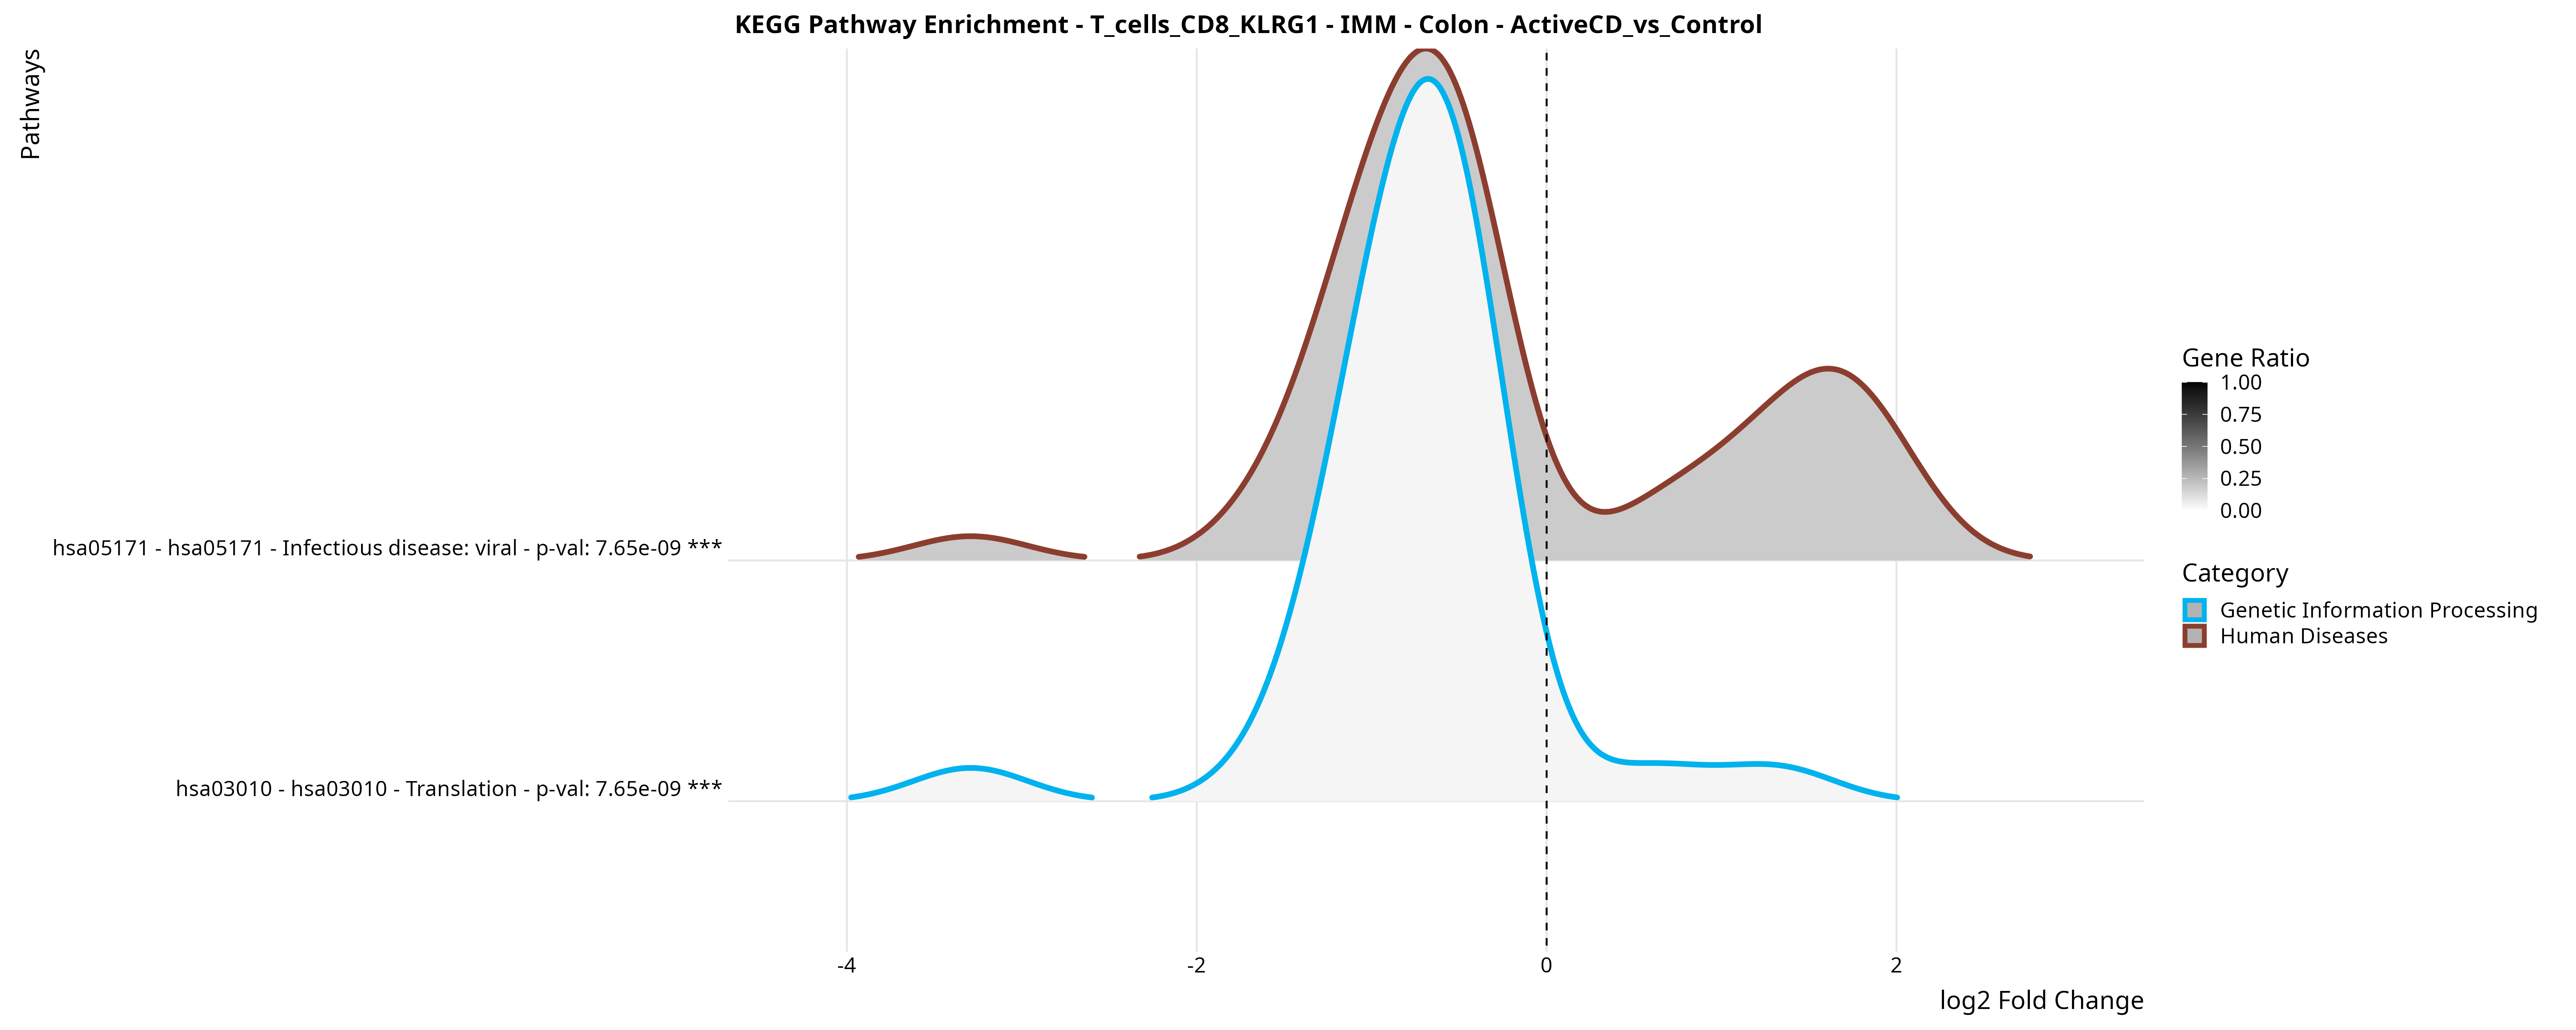 KEGG Pathway Enrichment - T_cells_CD8_KLRG1 - IMM - Colon - ActiveCD_vs_Control
Pathways
hsa05171 - hsa05171 - Infectious disease: viral - p-val: 7.65e-09 ***
hsa03010 - hsa03010 - Translation - p-val: 7.65e-09 ***
-4
-2
0
2
log2 Fold Change
Gene Ratio
1.00
0.75
0.50
0.25
0.00
Category
Genetic Information Processing
Human Diseases